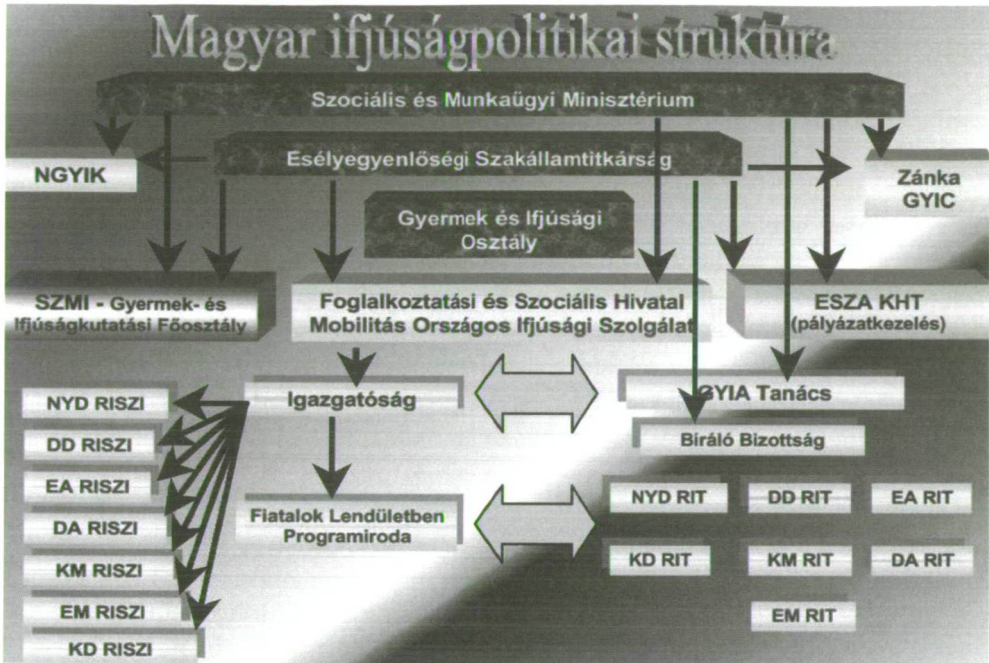 Magyar ifjúságpolitikai struktúra
Szociális és Munkaügyi Minisztérium
Esélyegyenlőségi Szakállamtitkárság
NGYIK
Zánka
GYIC
Gyermek és Ifjúsági
Osztály
SZMI - Gyermek- és
Ifjúságkutatási Főosztály
Foglalkoztatási és Szociális Hivatal
Mobilitás Országos Ifjúsági Szolgálat
ESZA KHT
(pályázatkezelés)
Igazgatóság
GYIA Tanács
Bíráló Bizottság
NYD RISZI
DD RISZI
EA RISZI
DA RISZI
KM RISZI
EM RISZI
KD RISZI
Fiatalok Lendületben
Programiroda
NYD RIT
DD RIT
EA RIT
KD RIT
KM RIT
DA RIT
EM RIT